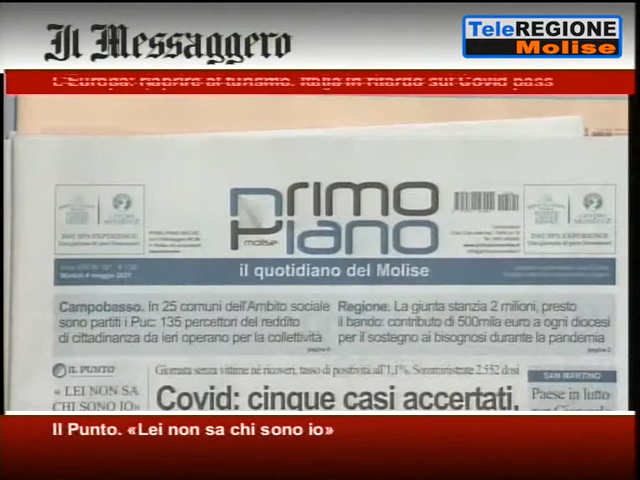 Il Messaggero
TeleREGIONE
Molise
L'Europa: riaprire al turismo. Italia in ritardo sul Covid pass
PRIMO
PIANO
molise
il quotidiano del Molise
Martedì 4 maggio 2021
Campobasso. In 25 comuni dell'Ambito sociale
sono partiti i Puc: 135 percettori del reddito
di cittadinanza da ieri operano per la collettività
Regione. La giunta stanzia 2 milioni, presto
il bando: contributo di 500mila euro a ogni diocesi
per il sostegno ai bisognosi durante la pandemia
IL PUNTO
« LEI NON SA
CHI SONO IO»
Giornata senza vittime né ricoveri, tasso di positività all'1,1%. Somministrate 2.552 dosi
Covid: cinque casi accertati,
SAN MARTINO
Paese in lutto
Il Punto. «Lei non sa chi sono io»